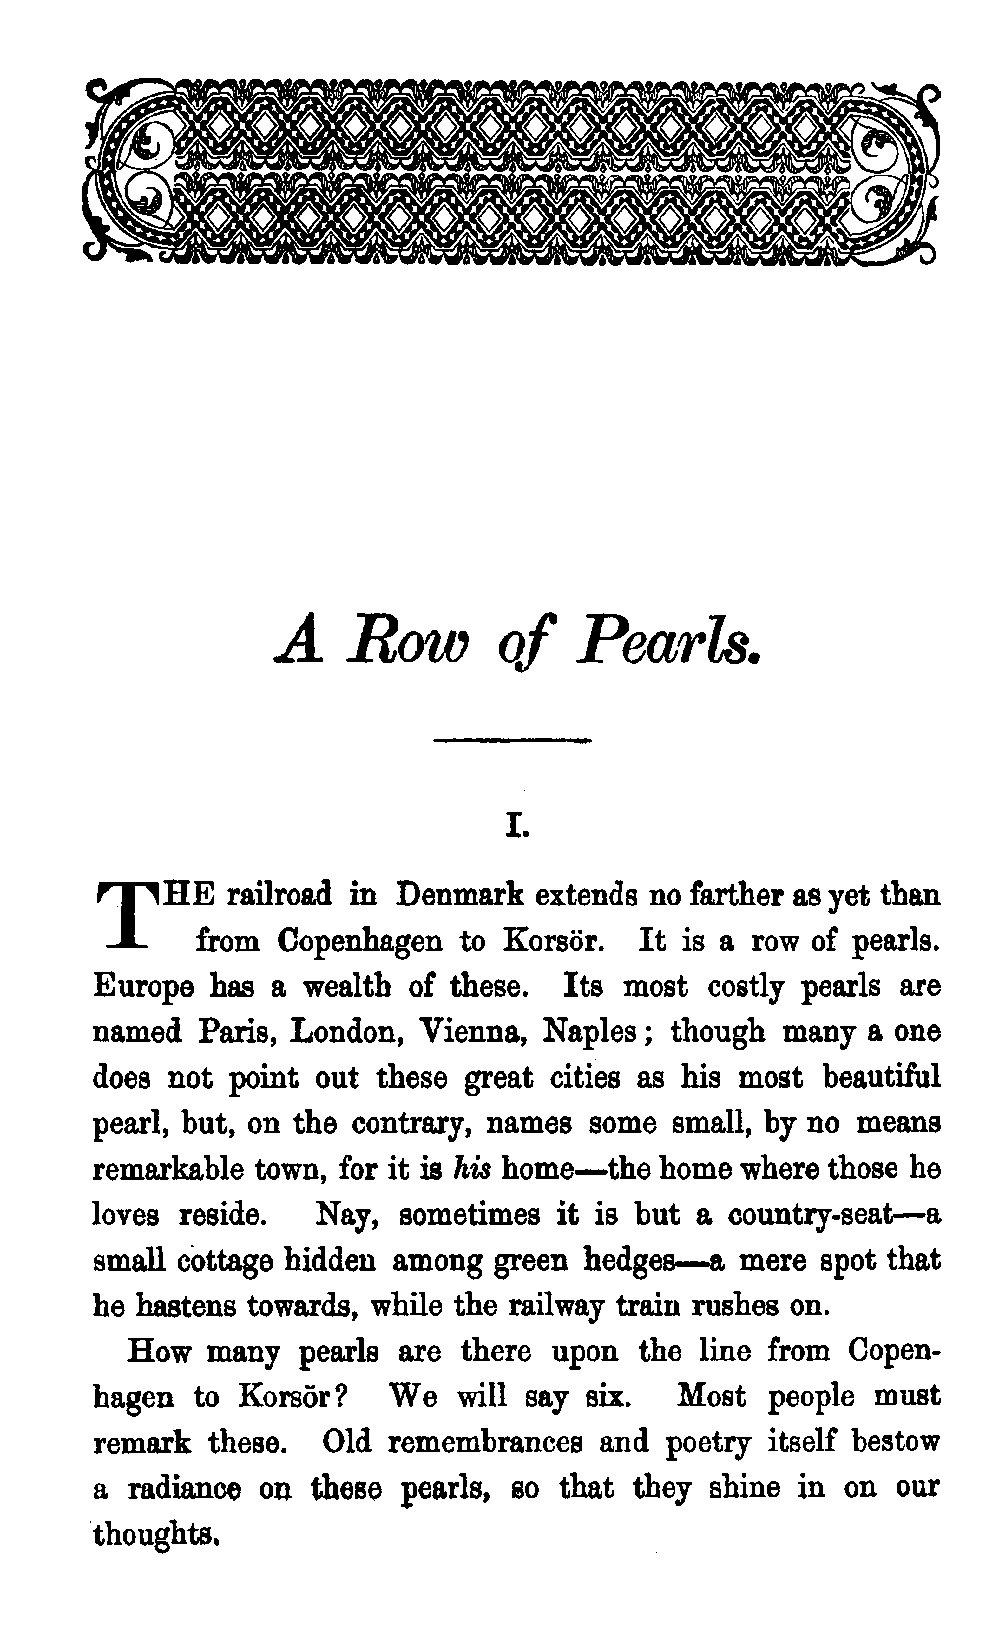 A Row of Pearls.
I.
THE railroad in Denmark extends no farther as yet than
from Copenhagen to Korsör. It is a row of pearls.
Europe has a wealth of these. Its most costly pearls are
named Paris, London, Vienna, Naples; though many a one
does not point out these great cities as his most beautiful
pearl, but, on the contrary, names some small, by no means
remarkable town, for it is his home—the home where those he
loves reside. Nay, sometimes it is but a country-seat—a
small cottage hidden among green hedges—a mere spot that
he hastens towards, while the railway train rushes on.
How many pearls are there upon the line from Copen-
hagen to Korsör? We will say six. Most people must
remark these. Old remembrances and poetry itself bestow
a radiance on these pearls, so that they shine in on our
thoughts.